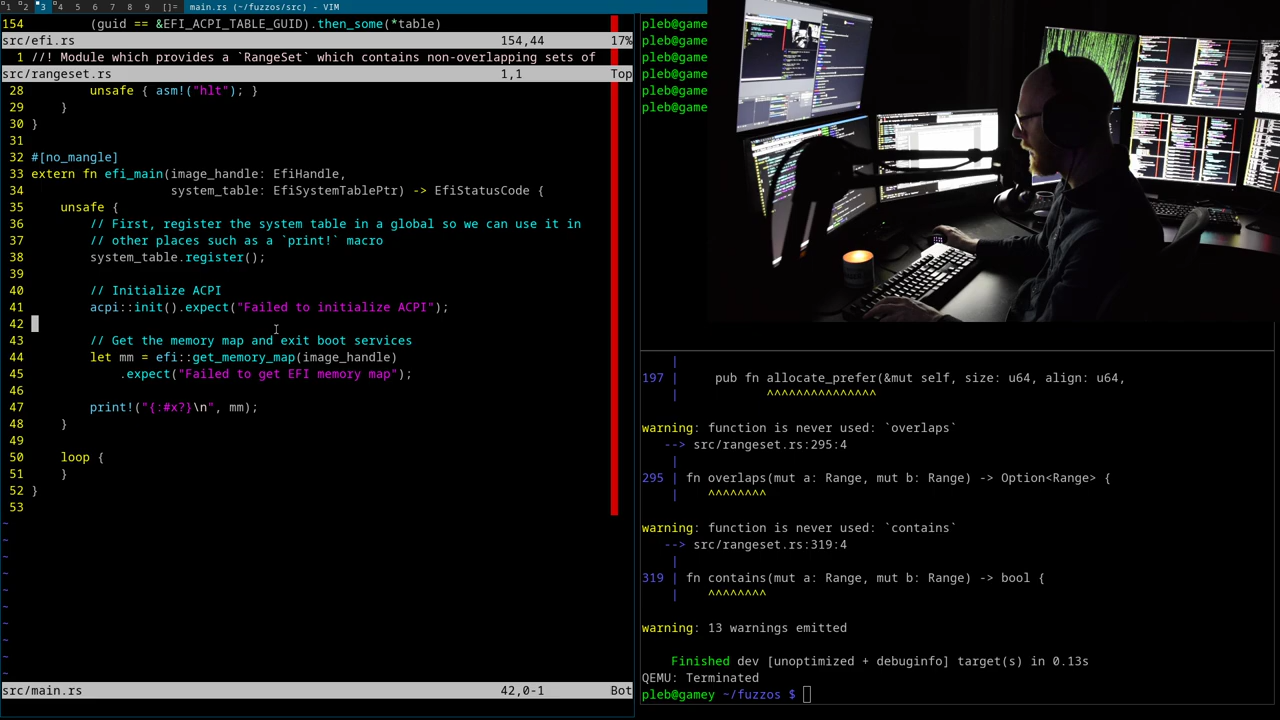 1 2 3 4 5 6 7 8 9 []= main.rs (~/fuzzos/src) - VIM
154         (guid == &EFI_ACPI_TABLE_GUID).then_some(*table)
src/efi.rs 154,44 17%
1 //! Module which provides a `RangeSet` which contains non-overlapping sets of
src/rangeset.rs 1,1 Top
28         unsafe { asm!("hlt"); }
29     }
30 }
31
32 #[no_mangle]
33 extern fn efi_main(image_handle: EfiHandle,
34                    system_table: EfiSystemTablePtr) -> EfiStatusCode {
35     unsafe {
36         // First, register the system table in a global so we can use it in
37         // other places such as a `print!` macro
38         system_table.register();
39
40         // Initialize ACPI
41         acpi::init().expect("Failed to initialize ACPI");
42
43         // Get the memory map and exit boot services
44         let mm = efi::get_memory_map(image_handle)
45             .expect("Failed to get EFI memory map");
46
47         print!("{:#x?}\n", mm);
48     }
49
50     loop {
51     }
52 }
53
~
~
~
~
~
~
~
~
~
~
src/main.rs 42,0-1 Bot
pleb@game
pleb@game
pleb@game
pleb@game
pleb@game
pleb@game
|
197 |     pub fn allocate_prefer(&mut self, size: u64, align: u64,
|            ^^^^^^^^^^^^^^^
warning: function is never used: `overlaps`
--> src/rangeset.rs:295:4
|
295 | fn overlaps(mut a: Range, mut b: Range) -> Option<Range> {
|    ^^^^^^^^
warning: function is never used: `contains`
--> src/rangeset.rs:319:4
|
319 | fn contains(mut a: Range, mut b: Range) -> bool {
|    ^^^^^^^^
warning: 13 warnings emitted
Finished dev [unoptimized + debuginfo] target(s) in 0.13s
QEMU: Terminated
pleb@gamey ~/fuzzos $